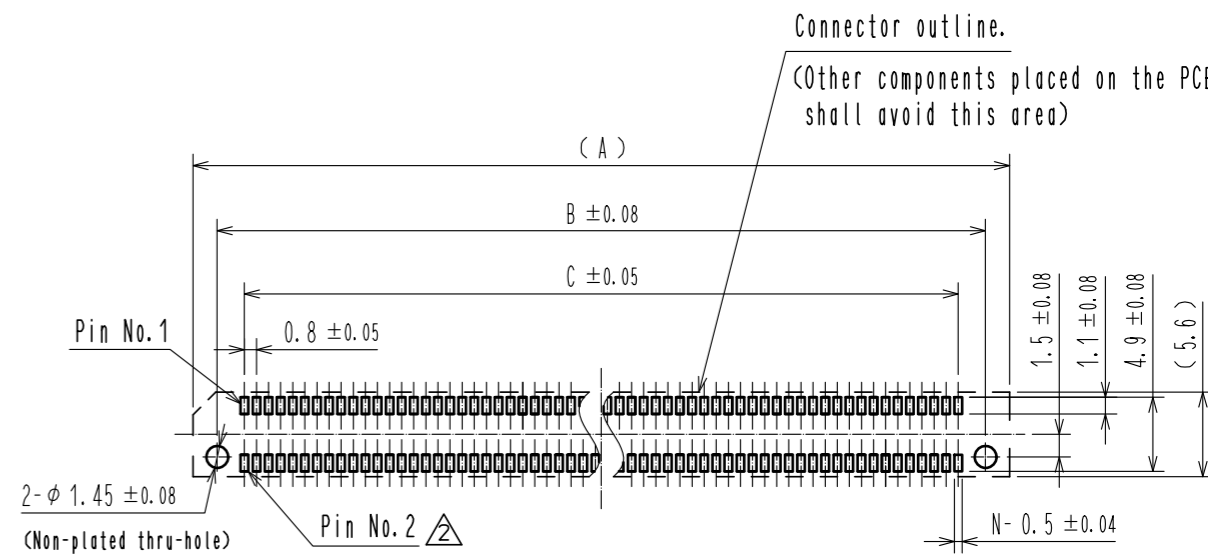 Connector outline.
(Other components placed on the PCB
shall avoid this area)
(A)
B ±0.08
C ±0.05
Pin No.1
0.8 ±0.05
1.5 ±0.08
1.1 ±0.08
4.9 ±0.08
(5.6)
2-φ 1.45 ±0.08
(Non-plated thru-hole)
Pin No.2 2
N- 0.5 ±0.04